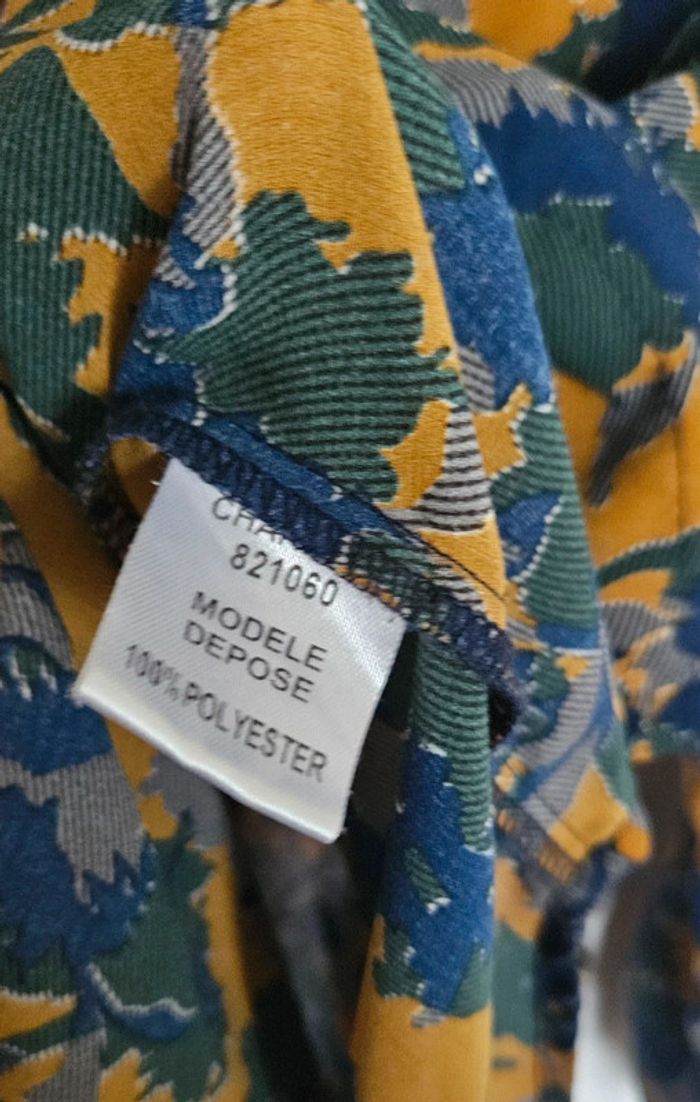 821060
MODELE
DEPOSE
100% POLYESTER